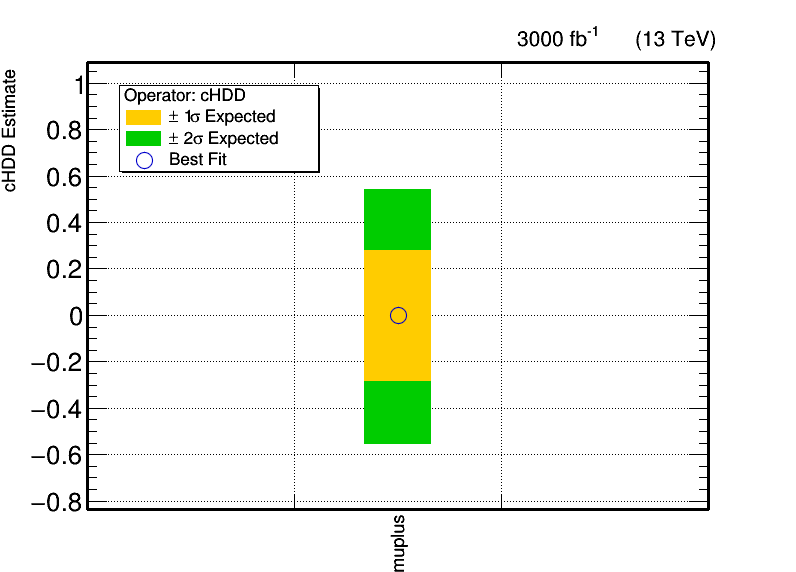 3000 fb-1 (13 TeV)
cHDD Estimate
1
0.8
0.6
0.4
0.2
0
−0.2
−0.4
−0.6
−0.8
Operator: cHDD
± 1σ Expected
± 2σ Expected
Best Fit
muplus